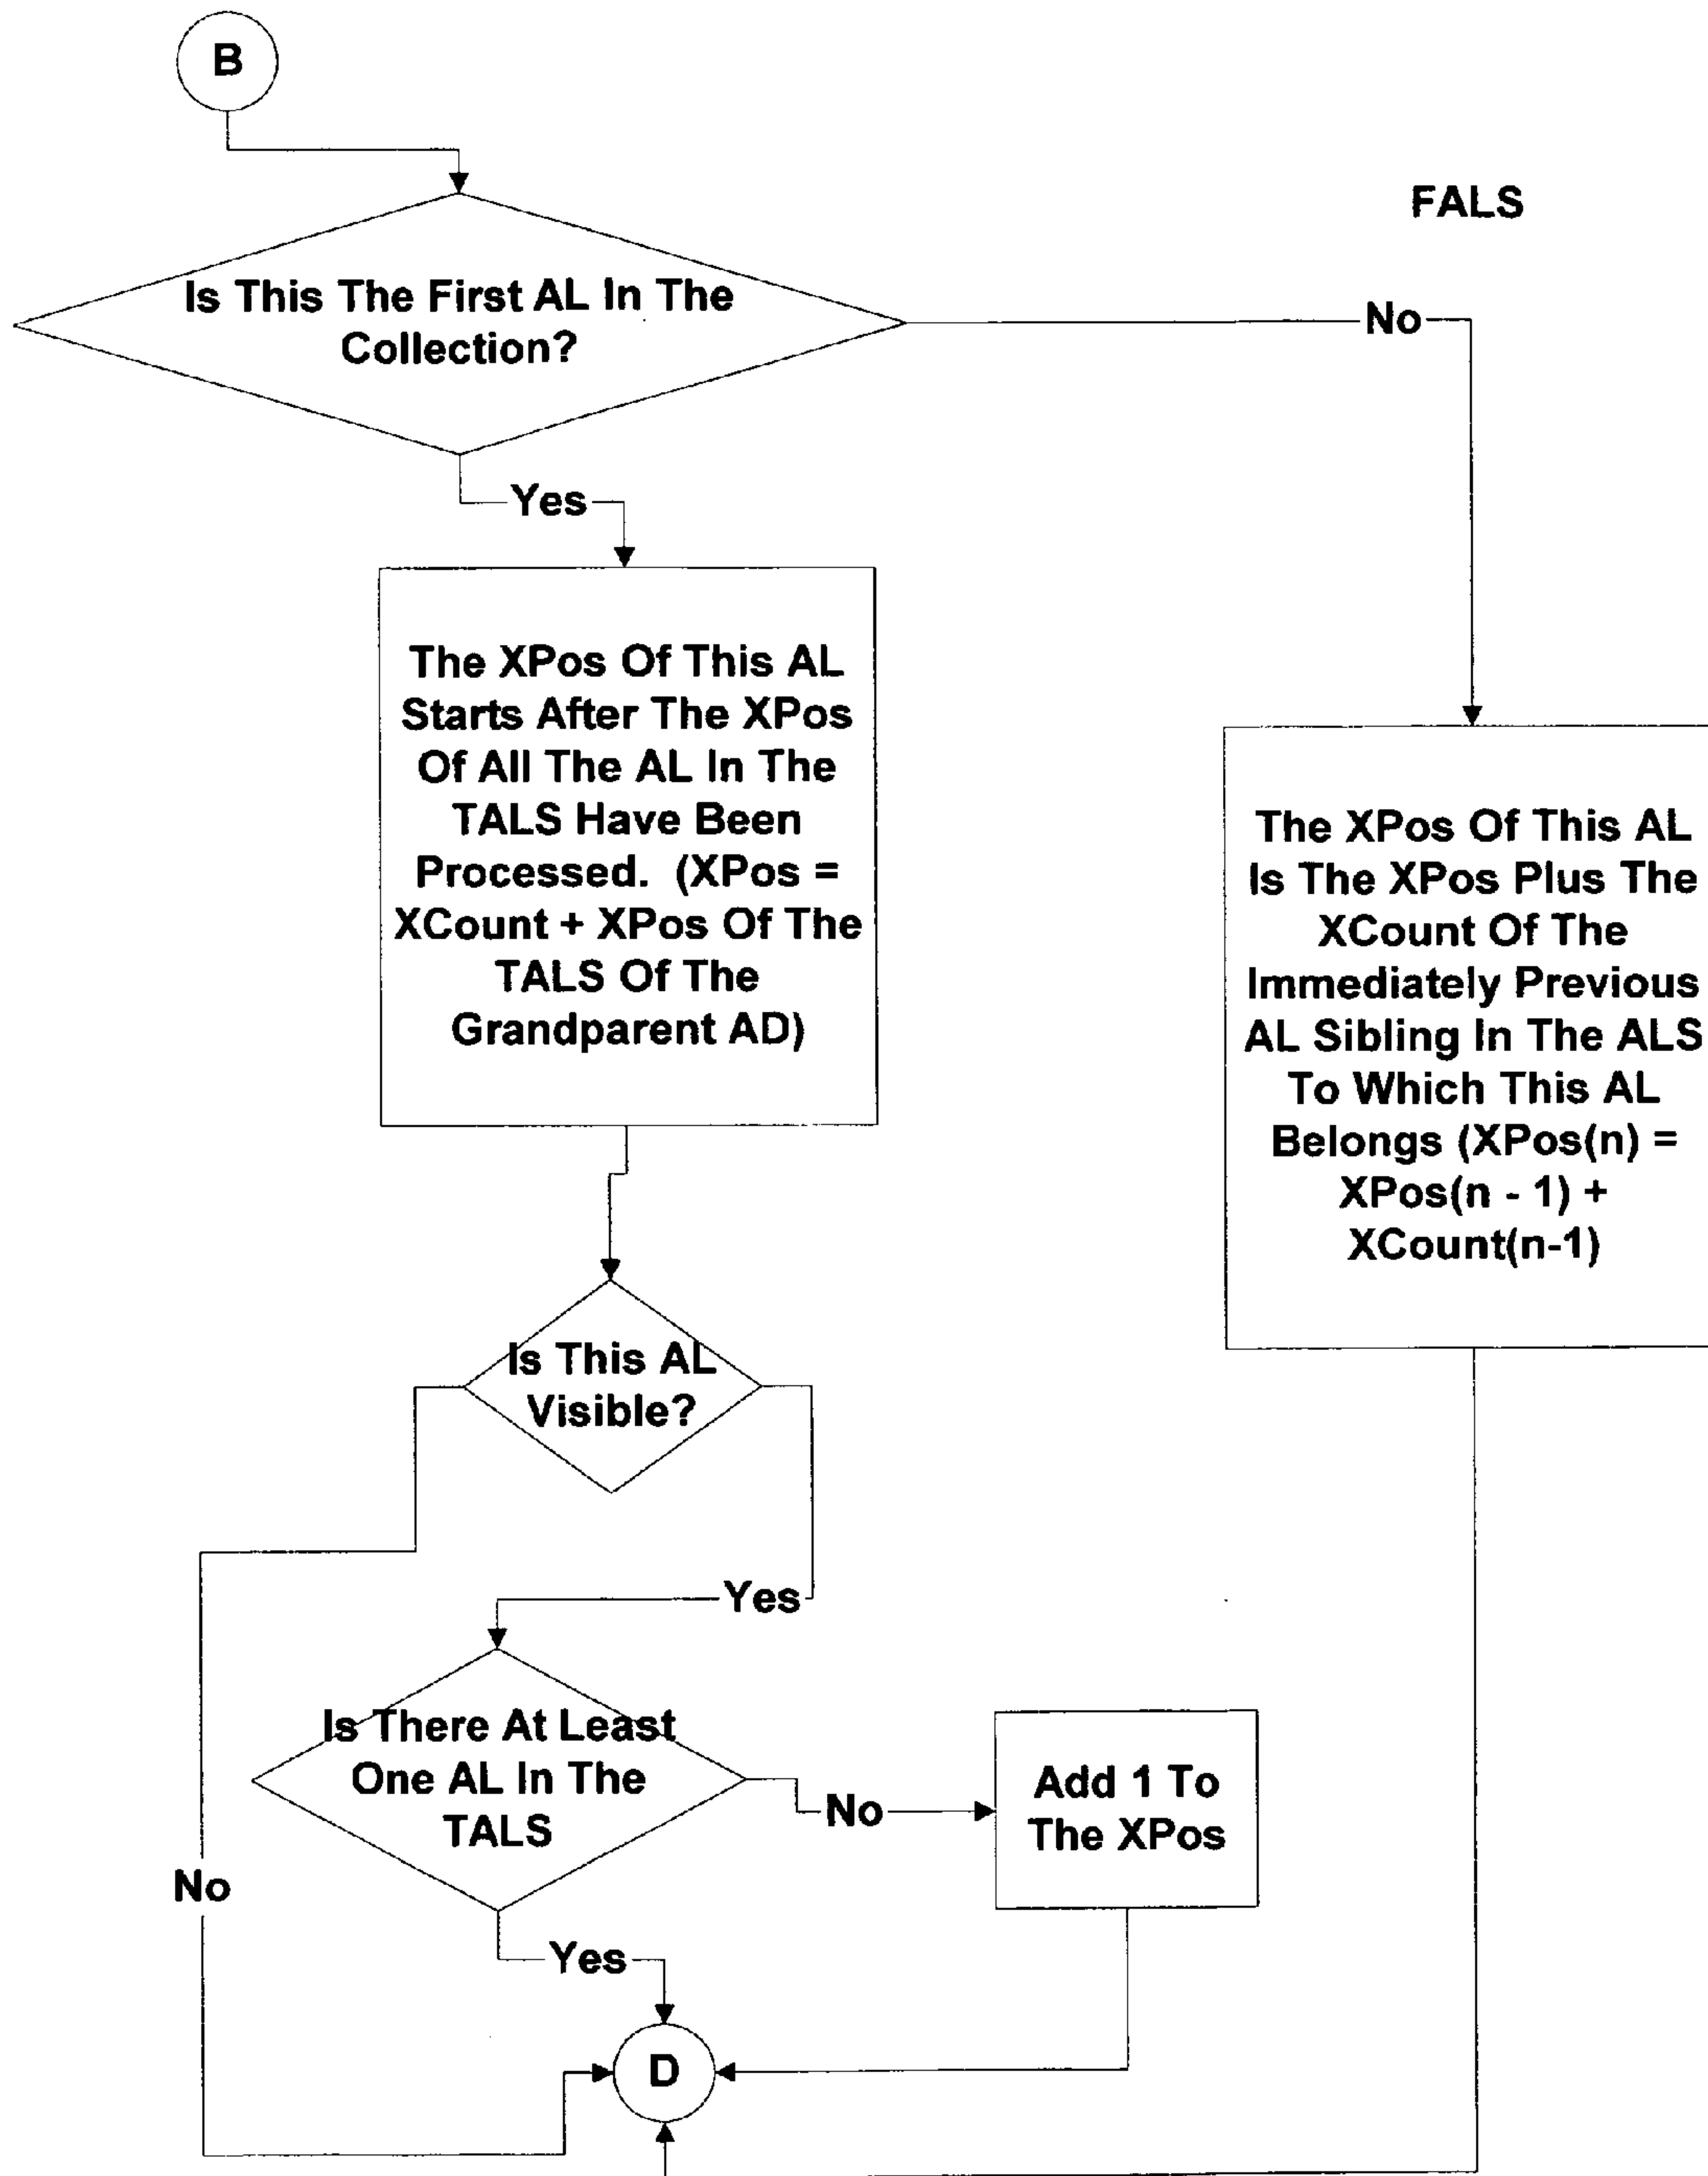 B
FALS
Is This The First AL In The
Collection?
No
Yes
The XPos Of This AL
Starts After The XPos
Of All The AL In The
TALS Have Been
Processed. (XPos =
XCount + XPos Of The
TALS Of The
Grandparent AD)
The XPos Of This AL
Is The XPos Plus The
XCount Of The
Immediately Previous
AL Sibling In The ALS
To Which This AL
Belongs (XPos(n) =
XPos(n - 1) +
XCount(n-1)
Is This AL
Visible?
Yes
Is There At Least
One AL In The
TALS
No
Add 1 To
The XPos
No
Yes
D